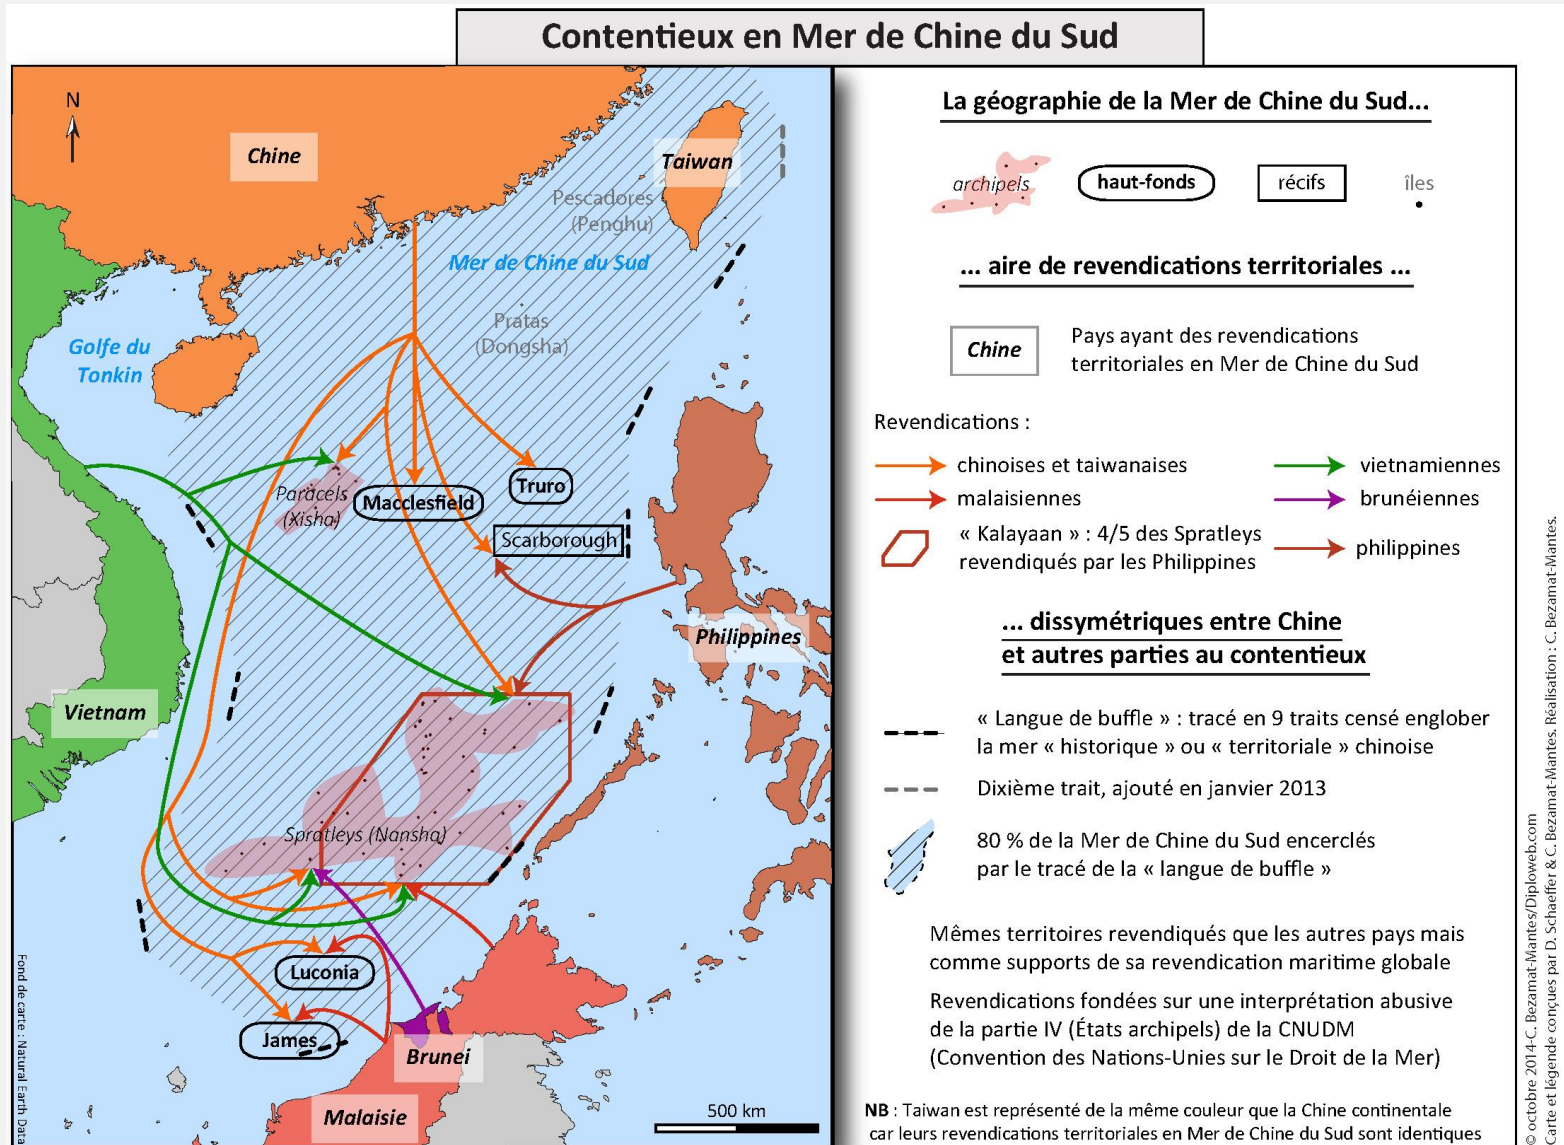 Contentieux en Mer de Chine du Sud
N
Chine
Taiwan
Pescadores
(Penghu)
Mer de Chine du Sud
Pratas
(Dongsha)
Golfe du
Tonkin
Paracels
(Xisha)
Macclesfield
Truro
Scarborough
Philippines
Vietnam
Spratleys (Nansha)
Luconia
James
Brunei
Malaisie
500 km
Fond de carte : Natural Earth Data
La géographie de la Mer de Chine du Sud...
archipels
haut-fonds
récifs
îles
... aire de revendications territoriales ...
Chine
Pays ayant des revendications
territoriales en Mer de Chine du Sud
Revendications :
chinoises et taiwanaises
vietnamiennes
malaisiennes
brunéiennes
« Kalayaan » : 4/5 des Spratleys
revendiqués par les Philippines
philippines
... dissymétriques entre Chine
et autres parties au contentieux
« Langue de buffle » : tracé en 9 traits censé englober
la mer « historique » ou « territoriale » chinoise
Dixième trait, ajouté en janvier 2013
80 % de la Mer de Chine du Sud encerclés
par le tracé de la « langue de buffle »
Mêmes territoires revendiqués que les autres pays mais
comme supports de sa revendication maritime globale
Revendications fondées sur une interprétation abusive
de la partie IV (États archipels) de la CNUDM
(Convention des Nations-Unies sur le Droit de la Mer)
NB : Taiwan est représenté de la même couleur que la Chine continentale
car leurs revendications territoriales en Mer de Chine du Sud sont identiques
© octobre 2014-C. Bezamat-Mantes/Diploweb.com
Carte et légende conçues par D. Schaeffer & C. Bezamat-Mantes. Réalisation : C. Bezamat-Mantes.